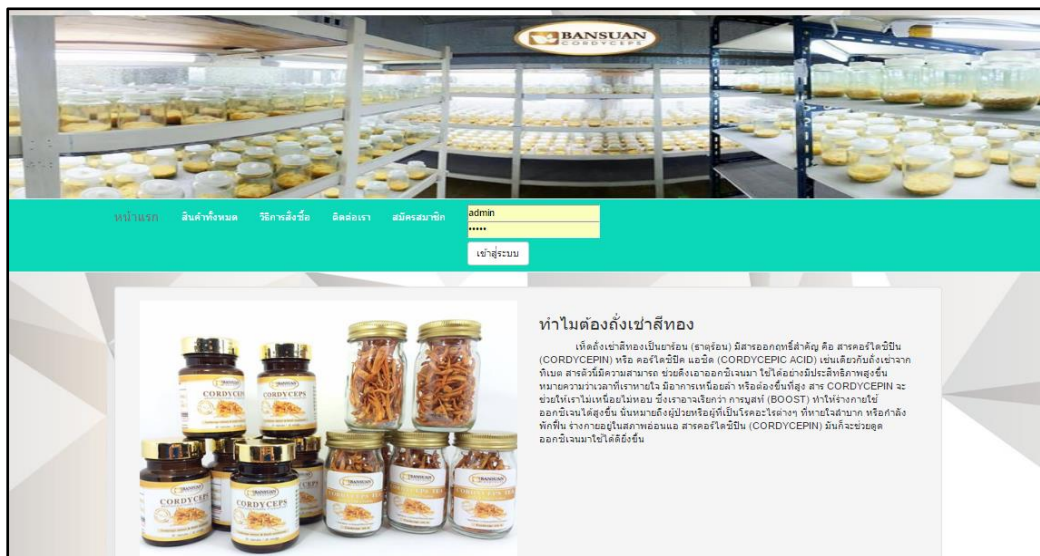 BANSUAN
CORDYCEPS
หน้าแรก สินค้าทั้งหมด วิธีการสั่งซื้อ ติดต่อเรา สมัครสมาชิก
admin
•••••
เข้าสู่ระบบ
ทำไมต้องถั่งเช่าสีทอง
เห็ดถั่งเช่าสีทองเป็นยาร้อน (ธาตุร้อน) มีสารออกฤทธิ์สำคัญ คือ สารคอร์ไดซิปิน
(CORDYCEPIN) หรือ คอร์ไดซิปิค แอซิด (CORDYCEPIC ACID) เช่นเดียวกับถั่งเช่าจาก
ทิเบต สารตัวนี้มีความสามารถ ช่วยดึงเอาออกซิเจนมา ใช้ได้อย่างมีประสิทธิภาพสูงขึ้น
หมายความว่าเวลาที่เราหายใจ มีอาการเหนื่อยล้า หรือต้องขึ้นที่สูง สาร CORDYCEPIN จะ
ช่วยให้เราไม่เหนื่อยไม่หอบ ซึ่งเราอาจเรียกว่า การบูสท์ (BOOST) ทำให้ร่างกายใช้
ออกซิเจนได้สูงขึ้น นั่นหมายถึงผู้ป่วยหรือผู้ที่เป็นโรคอะไรต่างๆ ที่หายใจลำบาก หรือกำลัง
พักฟื้น ร่างกายอยู่ในสภาพอ่อนแอ สารคอร์ไดซิปิน (CORDYCEPIN) มันก็จะช่วยดูด
ออกซิเจนมาใช้ได้ดียิ่งขึ้น
BANSUAN
CORDYCEPS
BANSUAN
CORDYCEPS